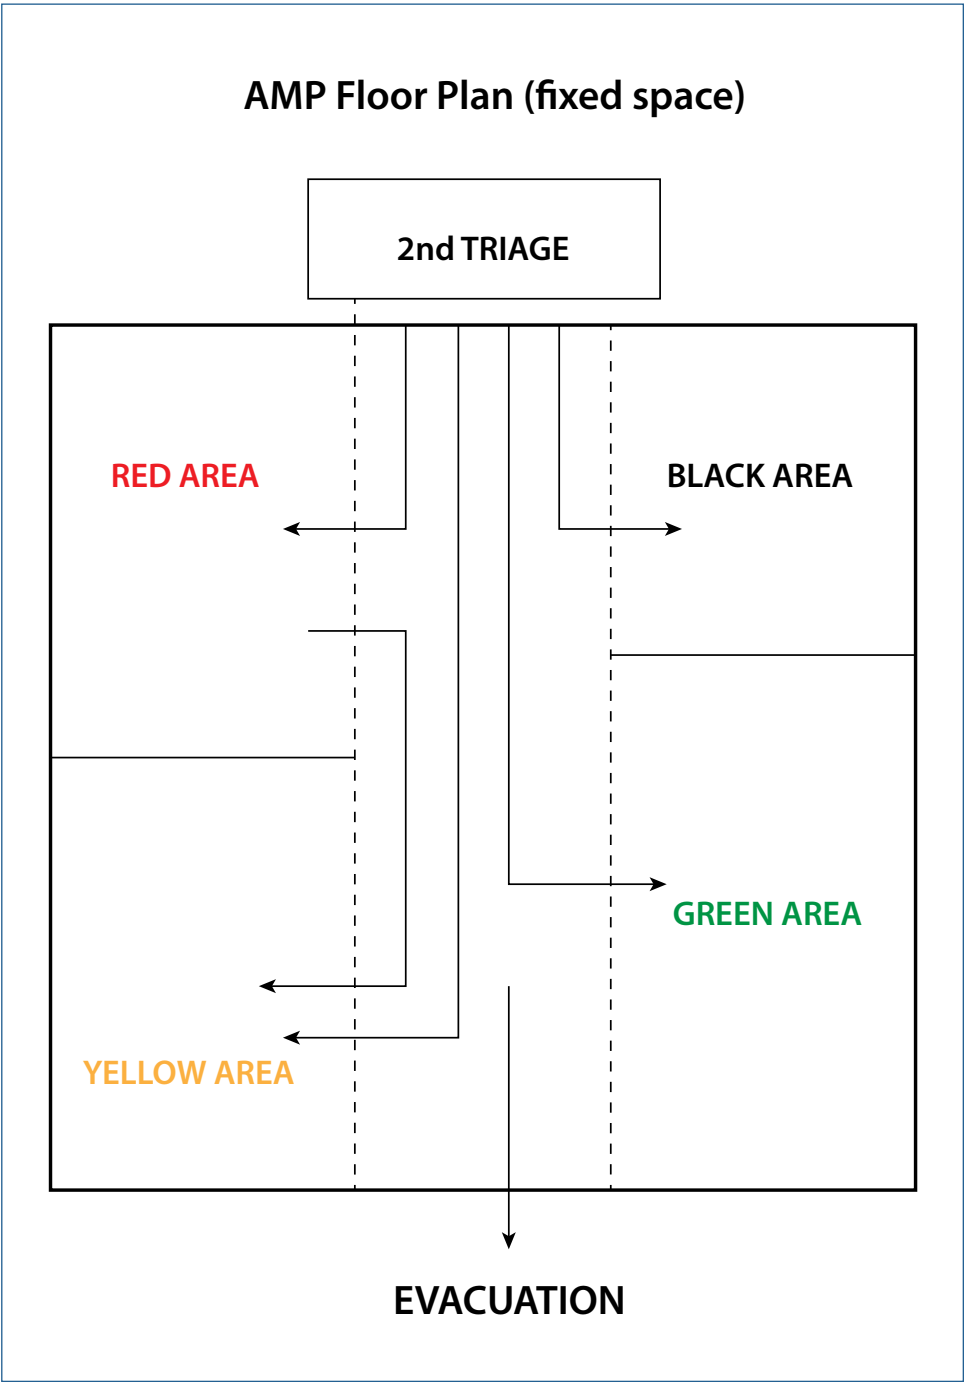 AMP Floor Plan (fixed space)
2nd TRIAGE
RED AREA
BLACK AREA
GREEN AREA
YELLOW AREA
EVACUATION